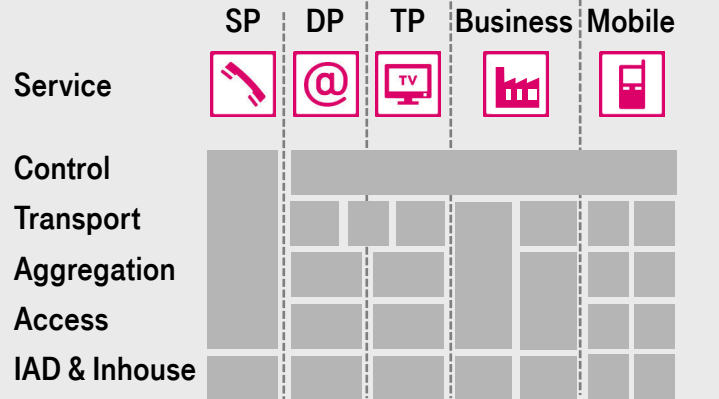 SP DP TP Business Mobile
Service @ TV
Control
Transport
Aggregation
Access
IAD & Inhouse